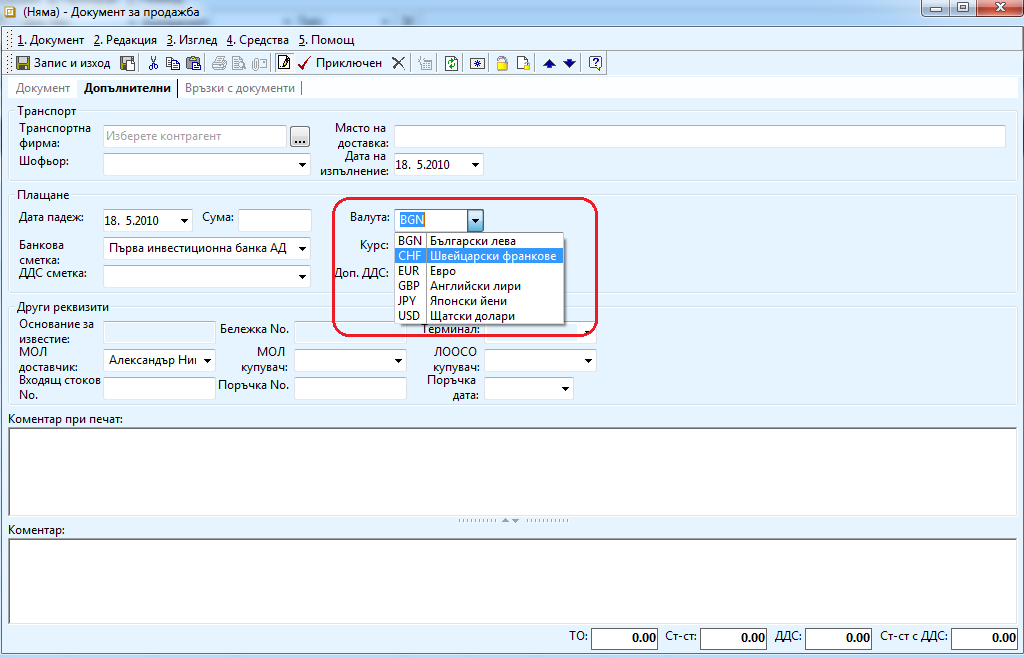 (Няма) - Документ за продажба
1. Документ 2. Редакция 3. Изглед 4. Средства 5. Помощ
Запис и изход Приключен
Документ Допълнителни Връзки с документи
Транспорт
Транспортна фирма: Изберете контрагент ... Място на доставка:
Шофьор: Дата на изпълнение: 18. 5.2010
Плащане
Дата падеж: 18. 5.2010 Сума: Валута: BGN
Банкова сметка: Първа инвестиционна банка АД Курс:
ДДС сметка: Доп. ДДС:
BGN Български лева
CHF Швейцарски франкове
EUR Евро
GBP Английски лири
JPY Японски йени
USD Щатски долари
Други реквизити
Основание за известие: Бележка No. Терминал:
МОЛ доставчик: Александър Ни МОЛ купувач: ЛООСО купувач:
Входящ стоков No. Поръчка No. Поръчка дата:
Коментар при печат:
Коментар:
ТО: 0.00 Ст-ст: 0.00 ДДС: 0.00 Ст-ст с ДДС: 0.00